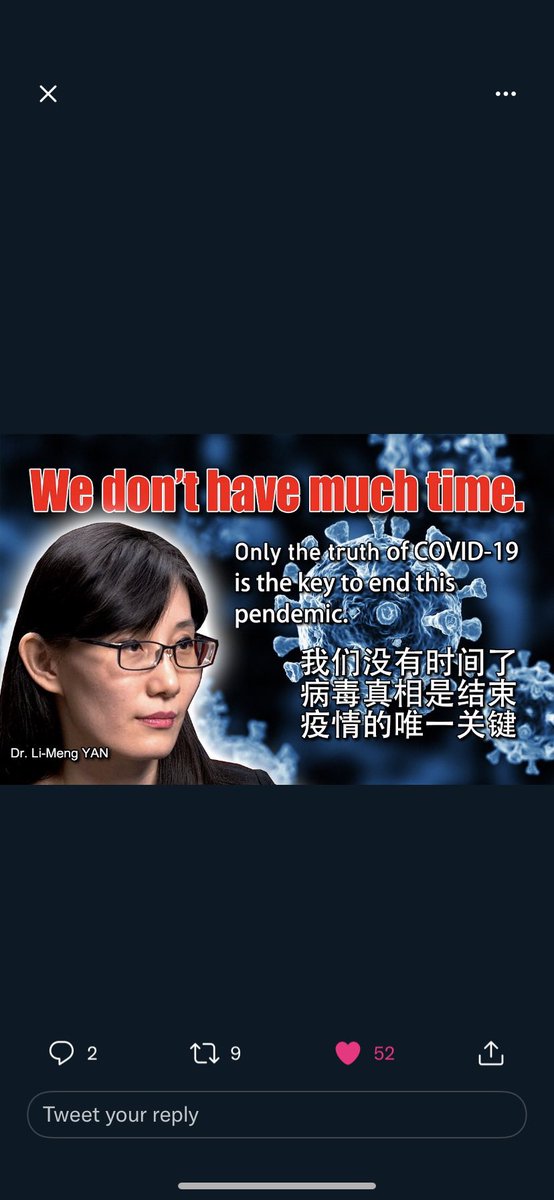 We don't have much time.
Only the truth of COVID-19
is the key to end this
pendemic.
我们没有时间了
病毒真相是结束
疫情的唯一关键
Dr. Li-Meng YAN
2
9
52
Tweet your reply